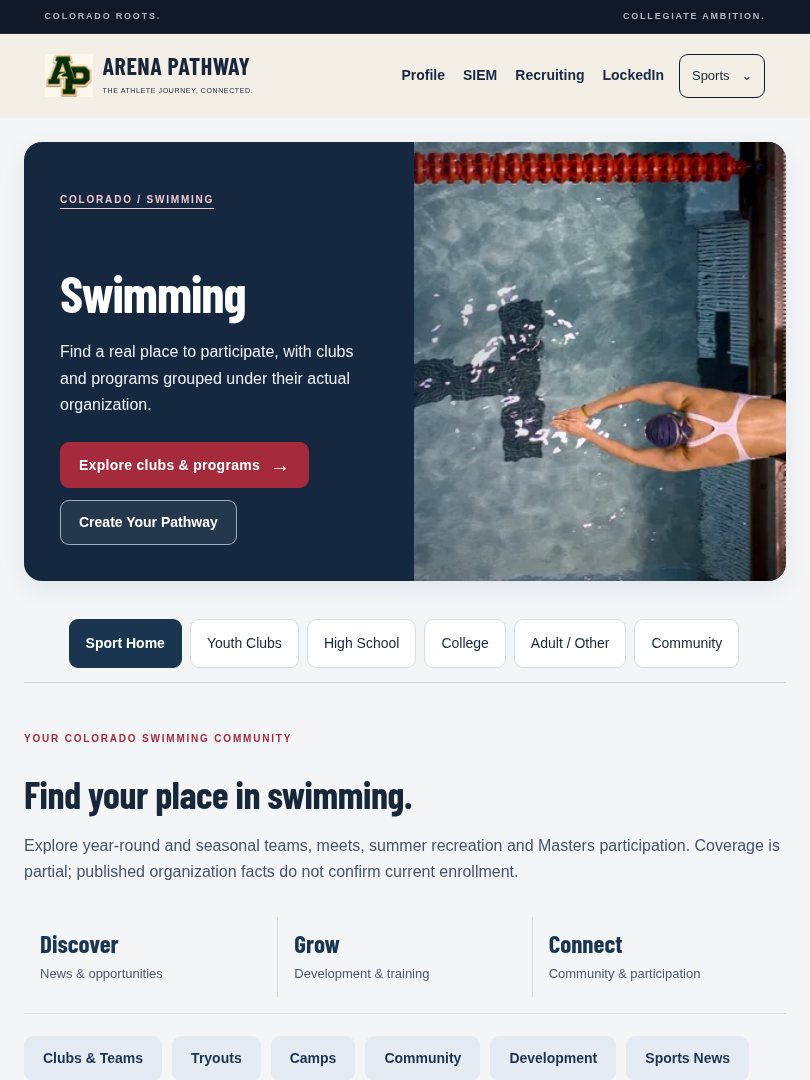 COLORADO ROOTS.
COLLEGIATE AMBITION.
AP
ARENA PATHWAY
THE ATHLETE JOURNEY, CONNECTED.
Profile
SIEM
Recruiting
LockedIn
Sports
COLORADO / SWIMMING
Swimming
Find a real place to participate, with clubs
and programs grouped under their actual
organization.
Explore clubs & programs →
Create Your Pathway
Sport Home
Youth Clubs
High School
College
Adult / Other
Community
YOUR COLORADO SWIMMING COMMUNITY
Find your place in swimming.
Explore year-round and seasonal teams, meets, summer recreation and Masters participation. Coverage is
partial; published organization facts do not confirm current enrollment.
Discover
News & opportunities
Grow
Development & training
Connect
Community & participation
Clubs & Teams
Tryouts
Camps
Community
Development
Sports News